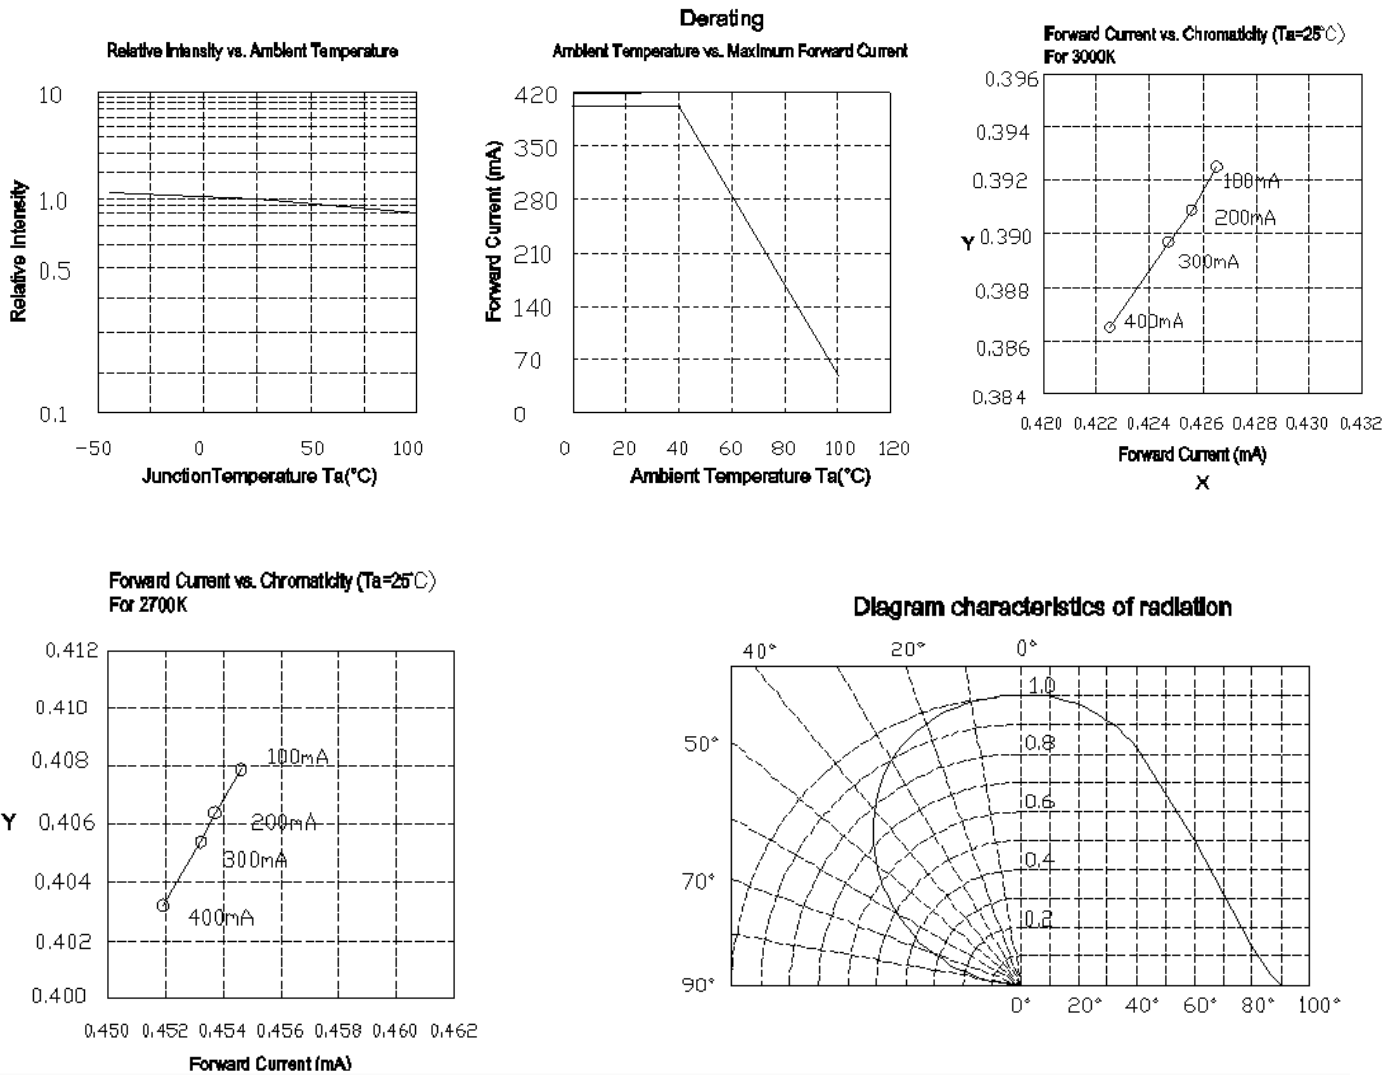 Derating
Relative Intensity vs. Ambient Temperature
10
1.0
0.5
0.1
Relative Intensity
-50 0 50 100
JunctionTemperature Ta(°C)
Ambient Temperature vs. Maximum Forward Current
420
350
280
210
140
70
0
Forward Current (mA)
0 20 40 60 80 100 120
Ambient Temperature Ta(°C)
Forward Current vs. Chromaticity (Ta=25℃)
For 3000K
0.396
0.394
0.392
0.390
0.388
0.386
0.384
Y
100mA
200mA
300mA
400mA
0.420 0.422 0.424 0.426 0.428 0.430 0.432
Forward Current (mA)
X
Forward Current vs. Chromaticity (Ta=25℃)
For 2700K
0.412
0.410
0.408
0.406
0.404
0.402
0.400
Y
100mA
200mA
300mA
400mA
0.450 0.452 0.454 0.456 0.458 0.460 0.462
Forward Current (mA)
Diagram characteristics of radiation
40° 20° 0°
50°
70°
90°
1.0
0.8
0.6
0.4
0.2
0° 20° 40° 60° 80° 100°